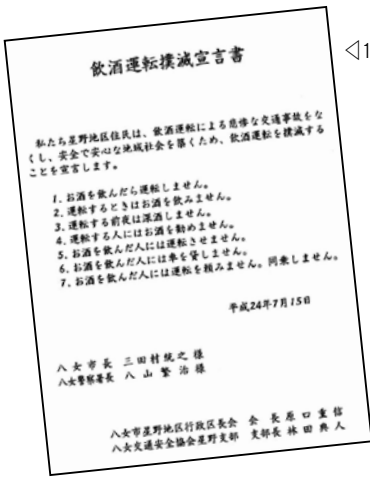 飲酒運転撲滅宣言書
私たち星野地区住民は、飲酒運転による悲惨な交通事故をな
くし、安全で安心な地域社会を築くため、飲酒運転を撲滅する
ことを宣言します。
1．お酒を飲んだら運転しません。
2．運転するときはお酒を飲みません。
3．運転する前夜は深酒しません。
4．運転する人にはお酒を勧めません。
5．お酒を飲んだ人には運転させません。
6．お酒を飲んだ人には車を貸しません。
7．お酒を飲んだ人には運転を頼みません。同乗しません。
平成24年7月15日
八女市長 三田村統之様
八女警察署長 八山繁治様
八女市星野地区行政区長会 会長原口重信
八女交通安全協会星野支部 支部長林田典人
◁1